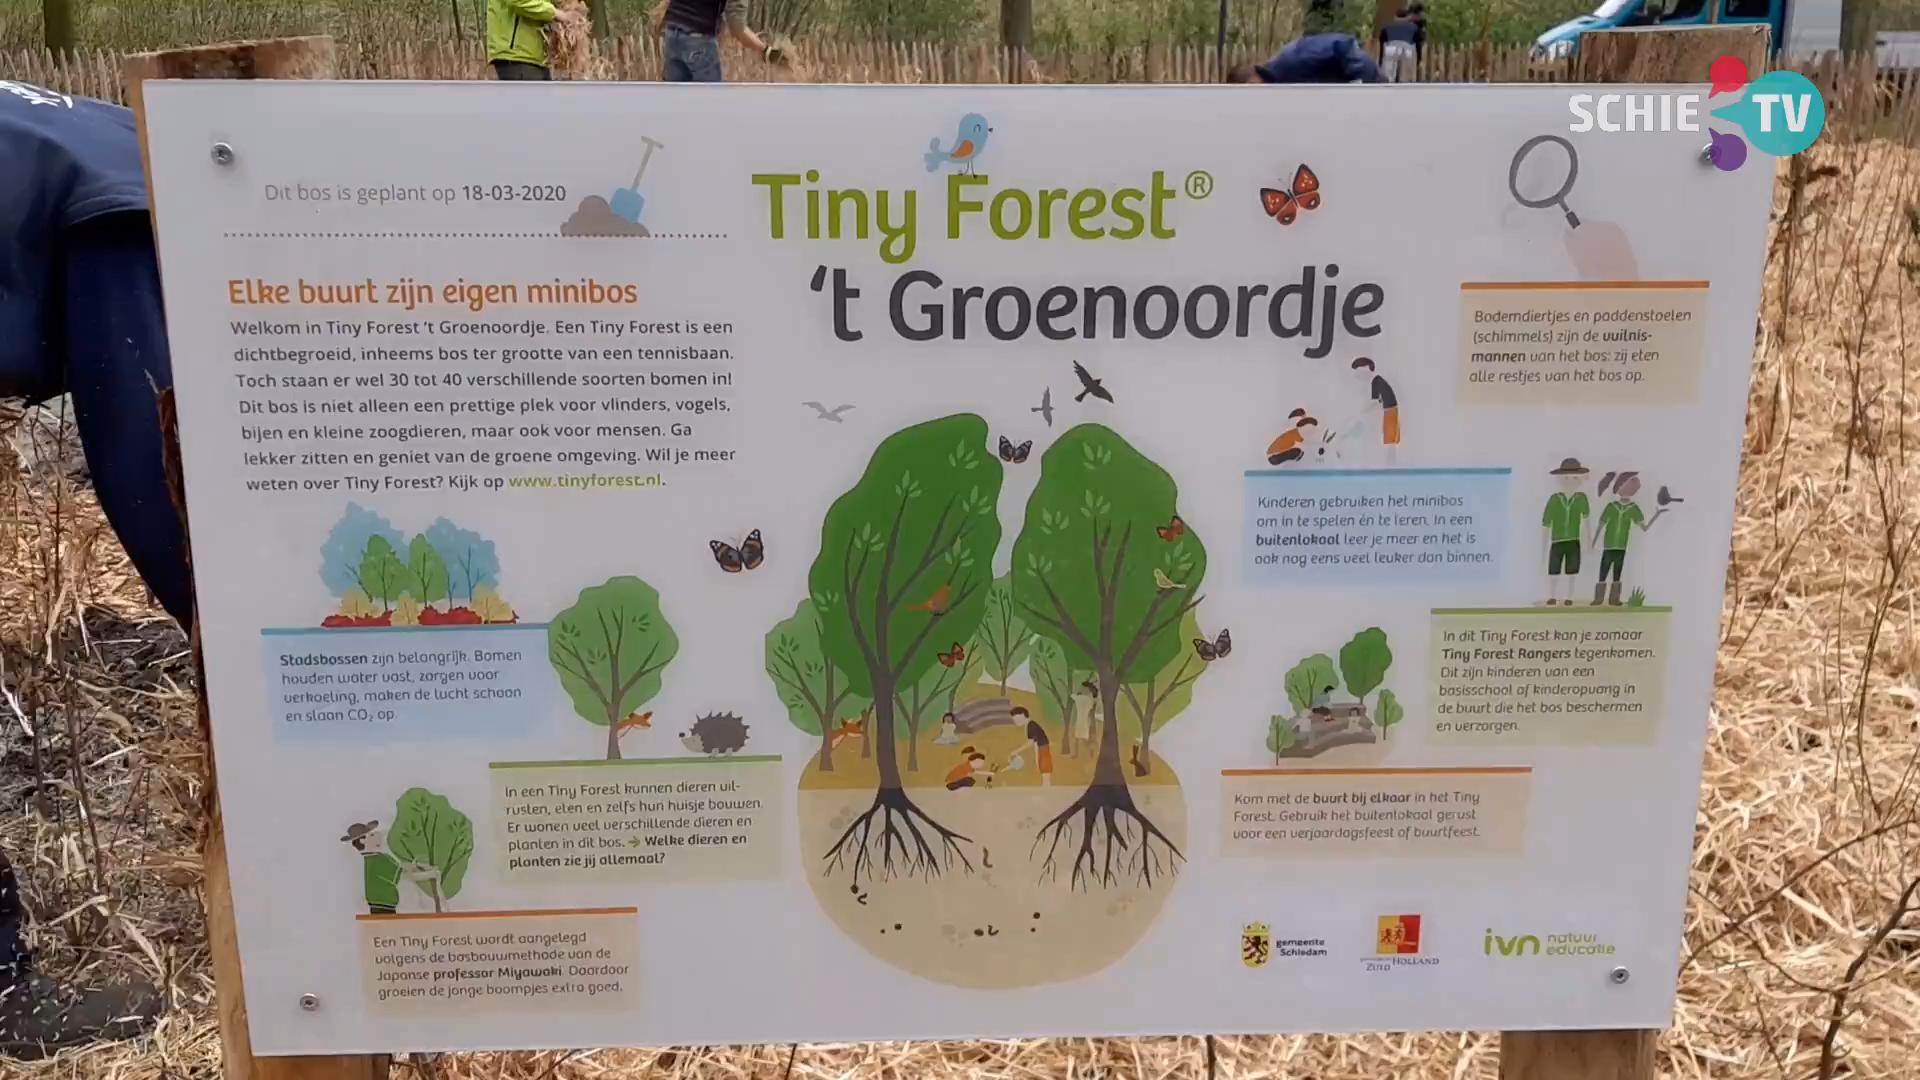 SCHIE TV
Dit bos is geplant op 18-03-2020
Tiny Forest®
't Groenoordje
Elke buurt zijn eigen minibos
Welkom in Tiny Forest 't Groenoordje. Een Tiny Forest is een
dichtbegroeid, inheems bos ter grootte van een tennisbaan.
Toch staan er wel 30 tot 40 verschillende soorten bomen in!
Dit bos is niet alleen een prettige plek voor vlinders, vogels,
bijen en kleine zoogdieren, maar ook voor mensen. Ga
lekker zitten en geniet van de groene omgeving. Wil je meer
weten over Tiny Forest? Kijk op www.tinyforest.nl.
Stadsbossen zijn belangrijk. Bomen
houden water vast, zorgen voor
verkoeling, maken de lucht schoon
en slaan CO₂ op.
In een Tiny Forest kunnen dieren uit-
rusten, eten en zelfs hun huisje bouwen.
Er wonen veel verschillende dieren en
planten in dit bos. → Welke dieren en
planten zie jij allemaal?
Een Tiny Forest wordt aangelegd
volgens de bosbouwmethode van de
Japanse professor Miyawaki. Daardoor
groeien de jonge boompjes extra goed.
Bodemdiertjes en paddenstoelen
(schimmels) zijn de vuilnis-
mannen van het bos: zij eten
alle restjes van het bos op.
Kinderen gebruiken het minibos
om in te spelen én te leren. In een
buitenlokaal leer je meer en het is
ook nog eens veel leuker dan binnen.
In dit Tiny Forest kan je zomaar
Tiny Forest Rangers tegenkomen.
Dit zijn kinderen van een
basisschool of kinderopvang in
de buurt die het bos beschermen
en verzorgen.
Kom met de buurt bij elkaar in het Tiny
Forest. Gebruik het buitenlokaal gerust
voor een verjaardagsfeest of buurtfeest.
gemeente
Schiedam
ZUID HOLLAND
ivn natuur
educatie